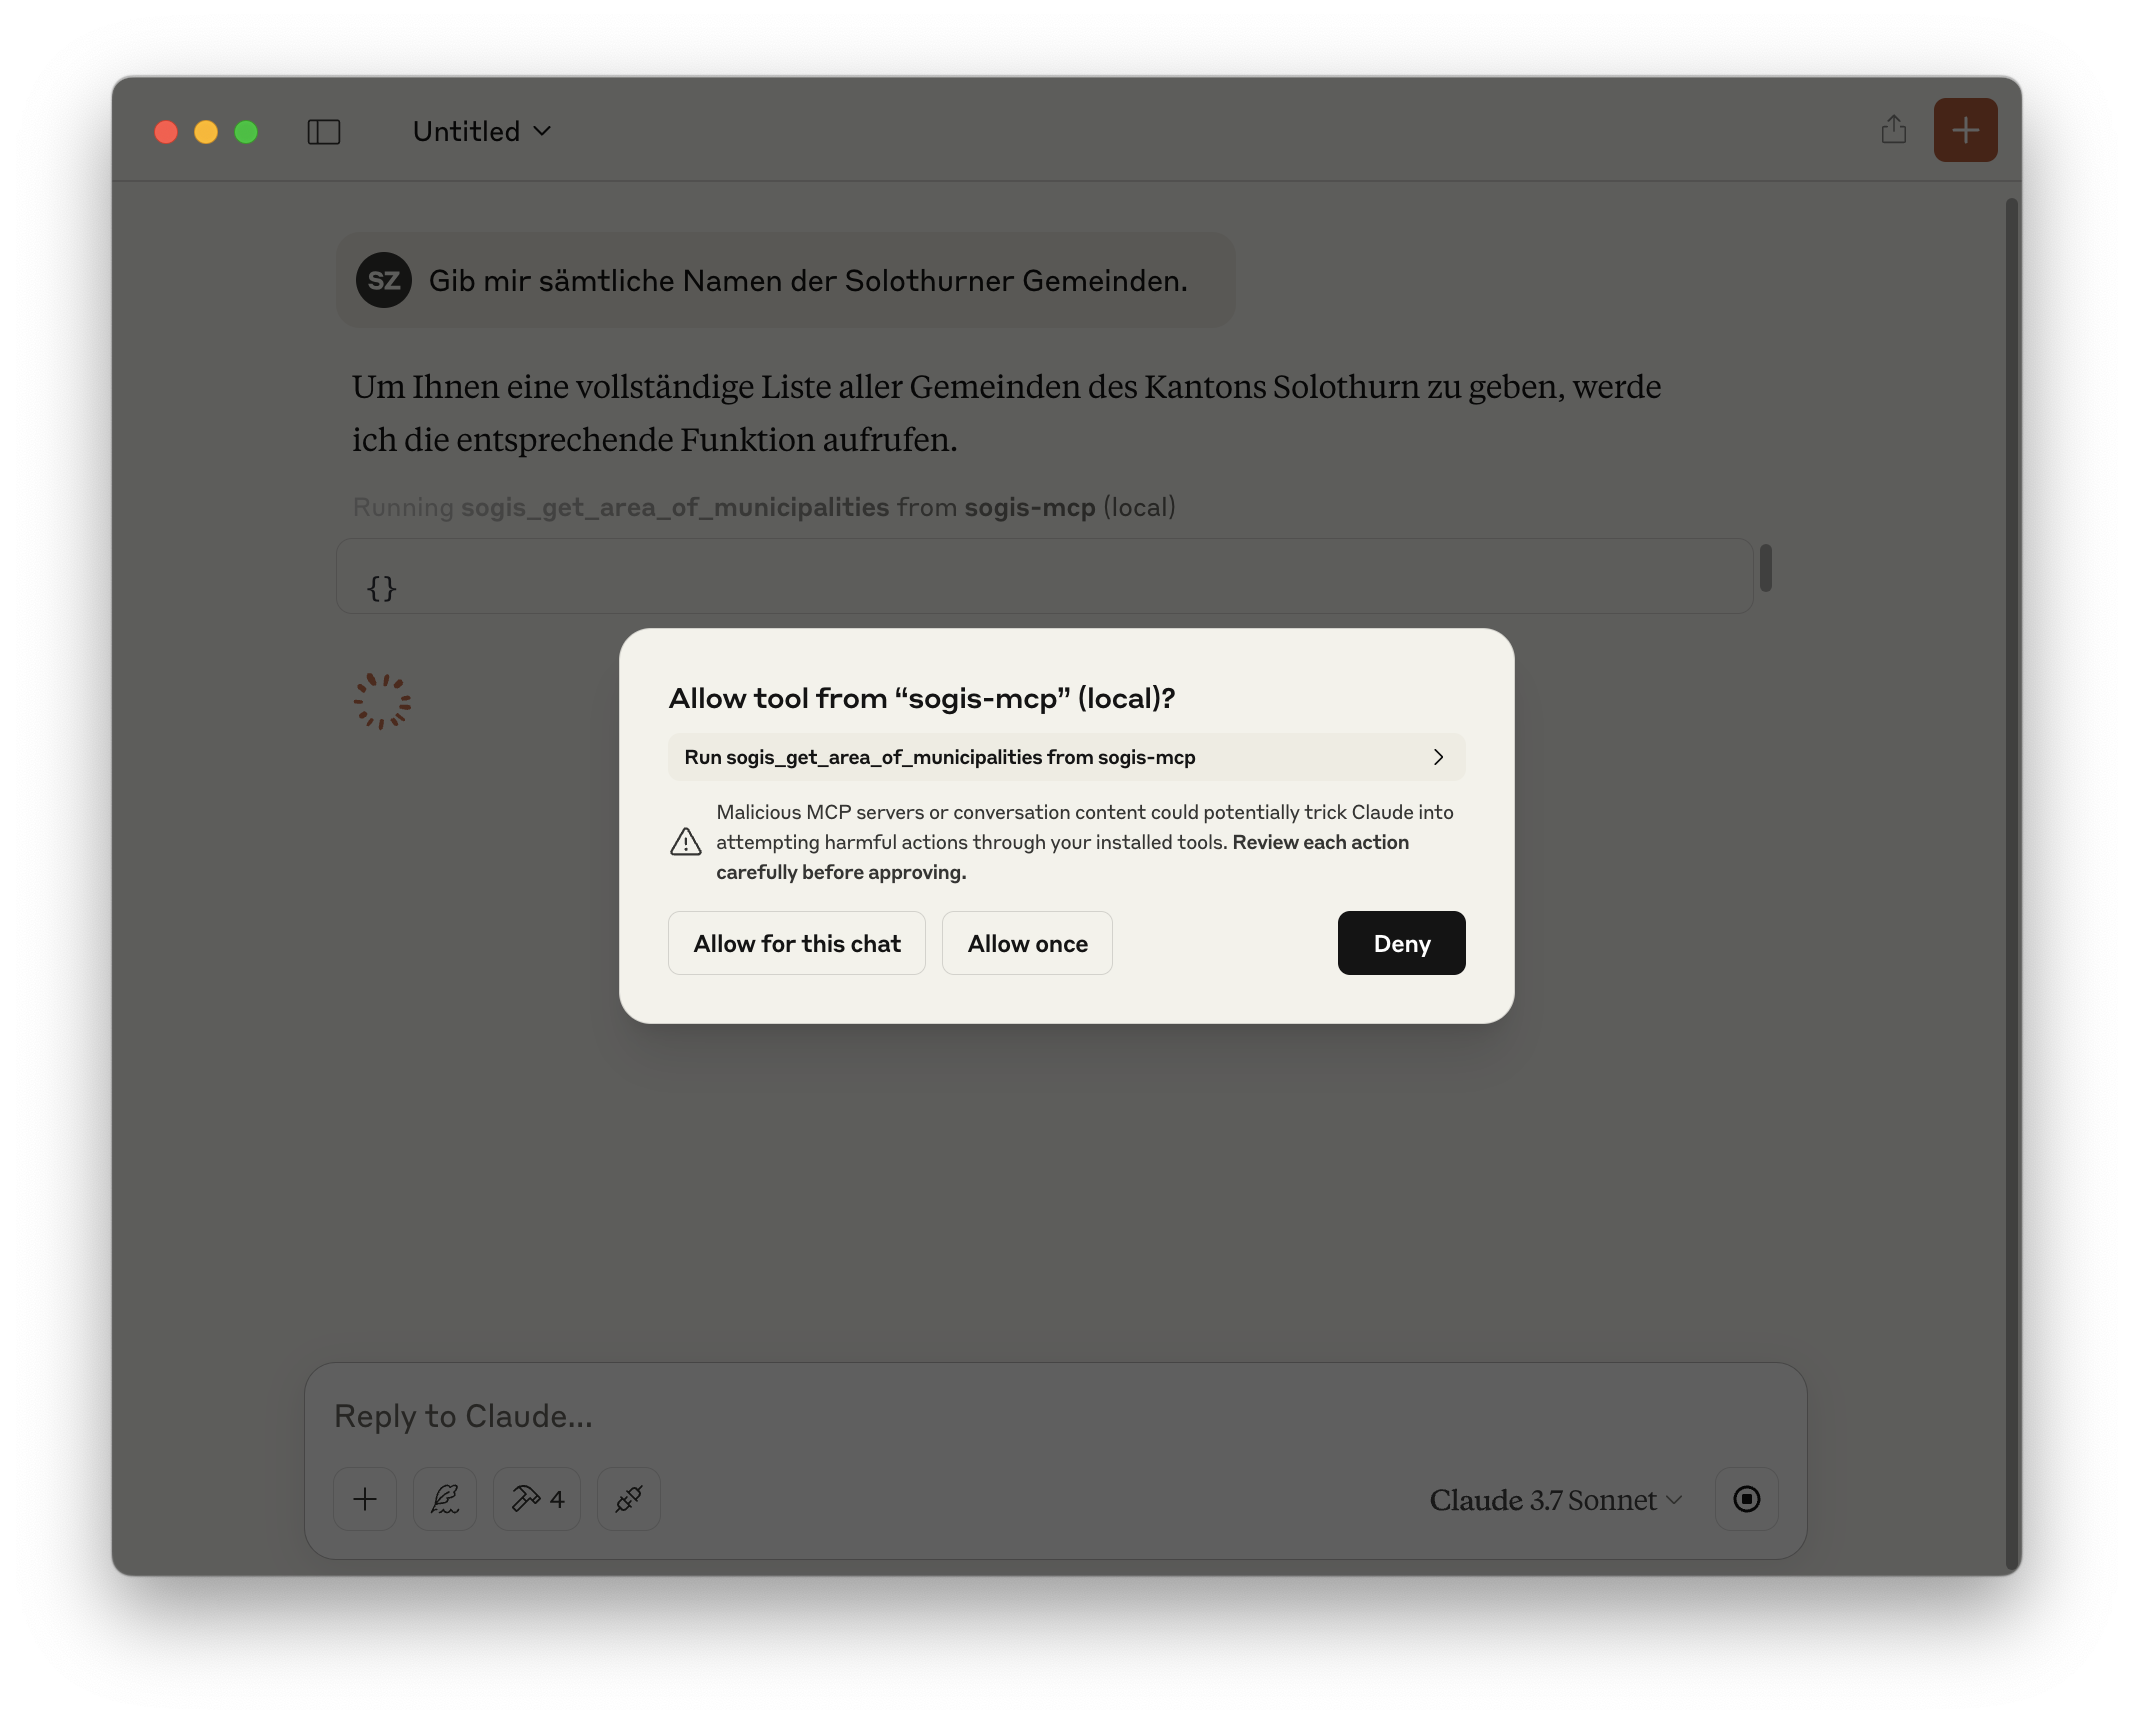 Untitled
SZ Gib mir sämtliche Namen der Solothurner Gemeinden.
Um Ihnen eine vollständige Liste aller Gemeinden des Kantons Solothurn zu geben, werde
ich die entsprechende Funktion aufrufen.
Running sogis_get_area_of_municipalities from sogis-mcp (local)
{}
Allow tool from “sogis-mcp” (local)?
Run sogis_get_area_of_municipalities from sogis-mcp
Malicious MCP servers or conversation content could potentially trick Claude into
attempting harmful actions through your installed tools. Review each action
carefully before approving.
Allow for this chat
Allow once
Deny
Reply to Claude...
4
Claude 3.7 Sonnet